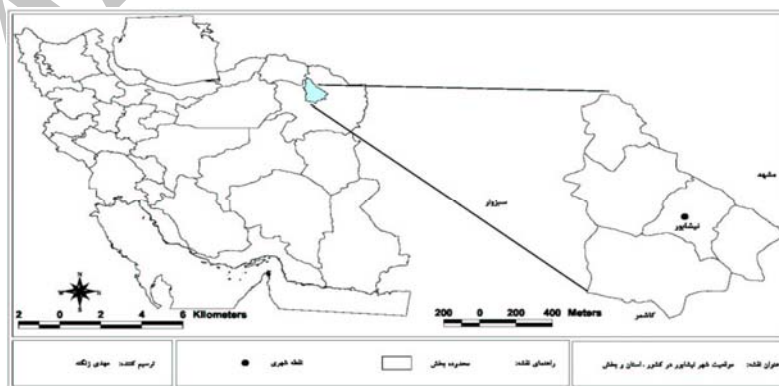 مشهد
سبزوار
نیشابور
کاشمر
N
W
E
S
2 0 2 4 6 Kilometers
200 0 200 400 Meters
عنوان نقشه: موقعیت شهر نیشابور در کشور، استان و بخش
راهنمای نقشه: محدوده بخش
نقطه شهری
ترسیم کننده: مهدی زنگنه